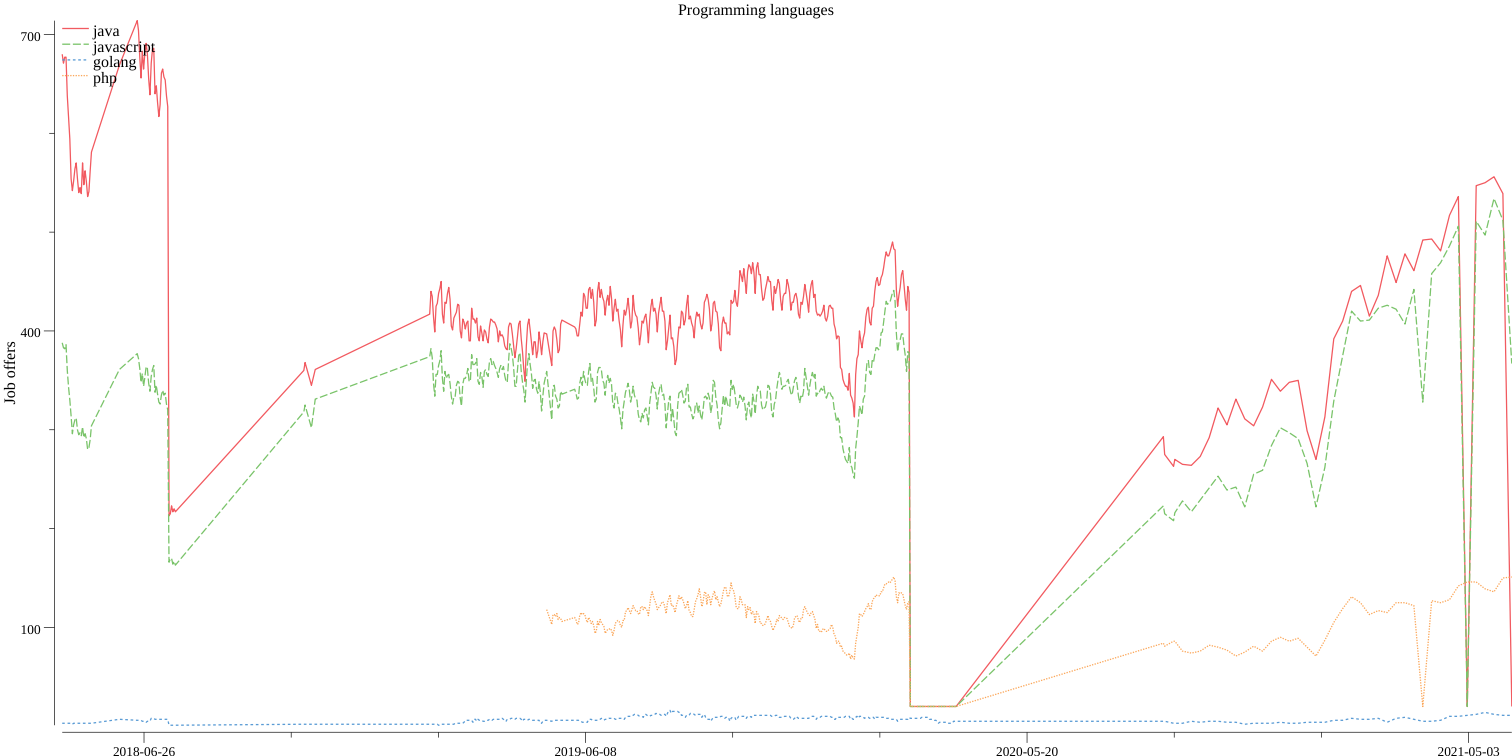 Programming languages
java
javascript
golang
php
700
400
100
Job offers
2018-06-26
2019-06-08
2020-05-20
2021-05-03